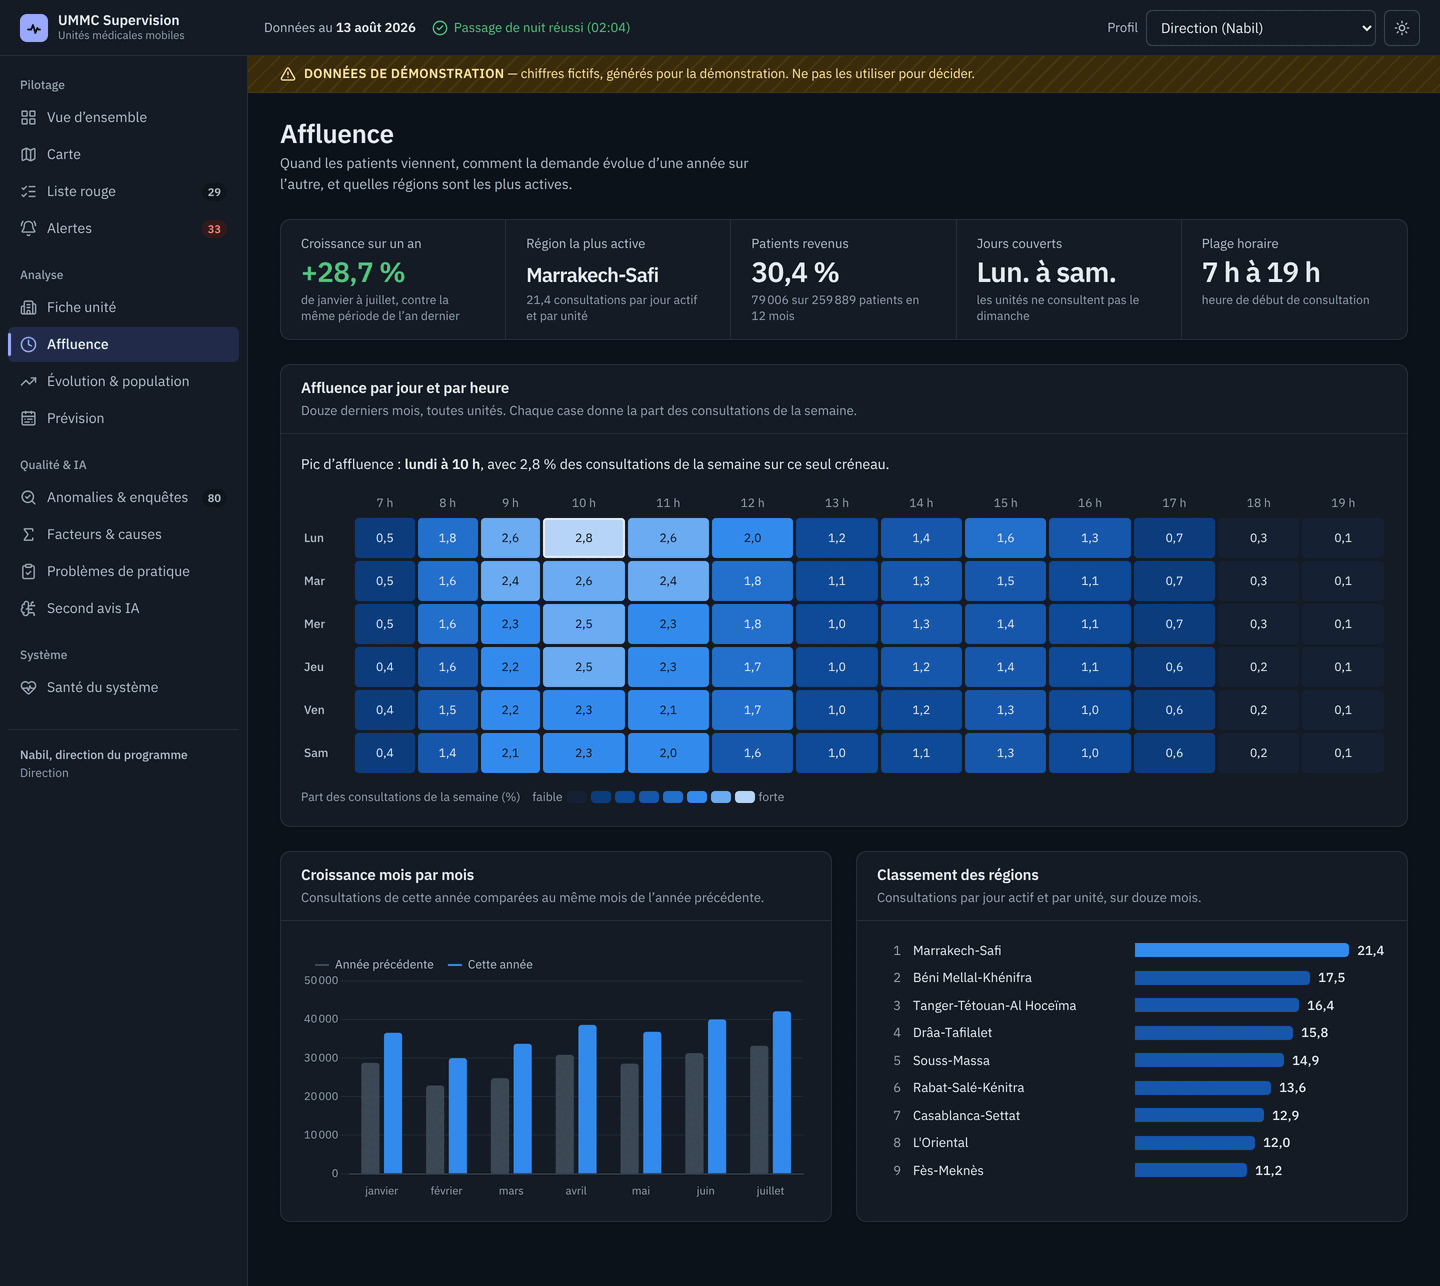 UMMC Supervision
Unités médicales mobiles
Données au 13 août 2026
Passage de nuit réussi (02:04)
Profil
Direction (Nabil)
DONNÉES DE DÉMONSTRATION — chiffres fictifs, générés pour la démonstration. Ne pas les utiliser pour décider.
Pilotage
Vue d’ensemble
Carte
Liste rouge 29
Alertes 33
Analyse
Fiche unité
Affluence
Évolution & population
Prévision
Qualité & IA
Anomalies & enquêtes 80
Facteurs & causes
Problèmes de pratique
Second avis IA
Système
Santé du système
Nabil, direction du programme
Direction
Affluence
Quand les patients viennent, comment la demande évolue d’une année sur
l’autre, et quelles régions sont les plus actives.
Croissance sur un an
+28,7 %
de janvier à juillet, contre la
même période de l’an dernier
Région la plus active
Marrakech-Safi
21,4 consultations par jour actif
et par unité
Patients revenus
30,4 %
79 006 sur 259 889 patients en
12 mois
Jours couverts
Lun. à sam.
les unités ne consultent pas le
dimanche
Plage horaire
7 h à 19 h
heure de début de consultation
Affluence par jour et par heure
Douze derniers mois, toutes unités. Chaque case donne la part des consultations de la semaine.
Pic d’affluence : lundi à 10 h, avec 2,8 % des consultations de la semaine sur ce seul créneau.
7 h 8 h 9 h 10 h 11 h 12 h 13 h 14 h 15 h 16 h 17 h 18 h 19 h
Lun 0,5 1,8 2,6 2,8 2,6 2,0 1,2 1,4 1,6 1,3 0,7 0,3 0,1
Mar 0,5 1,6 2,4 2,6 2,4 1,8 1,1 1,3 1,5 1,1 0,7 0,3 0,1
Mer 0,5 1,6 2,3 2,5 2,3 1,8 1,0 1,3 1,4 1,1 0,7 0,3 0,1
Jeu 0,4 1,6 2,2 2,5 2,3 1,7 1,0 1,2 1,4 1,1 0,6 0,2 0,1
Ven 0,4 1,5 2,2 2,3 2,1 1,7 1,0 1,2 1,3 1,0 0,6 0,2 0,1
Sam 0,4 1,4 2,1 2,3 2,0 1,6 1,0 1,1 1,3 1,0 0,6 0,2 0,1
Part des consultations de la semaine (%) faible forte
Croissance mois par mois
Consultations de cette année comparées au même mois de l’année précédente.
Année précédente Cette année
50 000
40 000
30 000
20 000
10 000
0
janvier février mars avril mai juin juillet
Classement des régions
Consultations par jour actif et par unité, sur douze mois.
1 Marrakech-Safi 21,4
2 Béni Mellal-Khénifra 17,5
3 Tanger-Tétouan-Al Hoceïma 16,4
4 Drâa-Tafilalet 15,8
5 Souss-Massa 14,9
6 Rabat-Salé-Kénitra 13,6
7 Casablanca-Settat 12,9
8 L'Oriental 12,0
9 Fès-Meknès 11,2